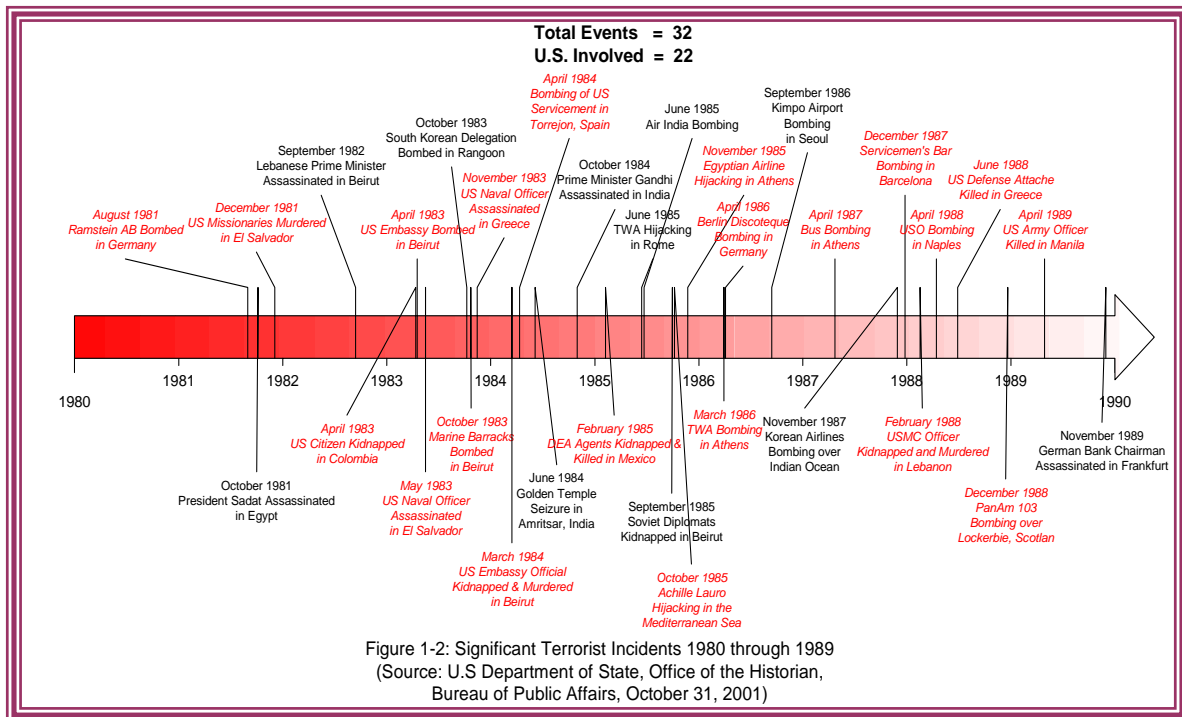 Total Events = 32
U.S. Involved = 22
April 1984
Bombing of US
Servicement in
Torrejon, Spain
September 1986
Kimpo Airport
Bombing
in Seoul
June 1985
Air India Bombing
October 1983
South Korean Delegation
Bombed in Rangoon
December 1987
Servicemen's Bar
Bombing in
Barcelona
September 1982
Lebanese Prime Minister
Assassinated in Beirut
November 1985
Egyptian Airline
Hijacking in Athens
October 1984
Prime Minister Gandhi
Assassinated in India
June 1988
US Defense Attache
Killed in Greece
November 1983
US Naval Officer
Assassinated
in Greece
August 1981
Ramstein AB Bombed
in Germany
December 1981
US Missionaries Murdered
in El Salvador
April 1983
US Embassy Bombed
in Beirut
June 1985
TWA Hijacking
in Rome
April 1986
Berlin Discoteque
Bombing in
Germany
April 1987
Bus Bombing
in Athens
April 1988
USO Bombing
in Naples
April 1989
US Army Officer
Killed in Manila
1980
1981
1982
1983
1984
1985
1986
1987
1988
1989
1990
October 1981
President Sadat Assassinated
in Egypt
April 1983
US Citizen Kidnapped
in Colombia
May 1983
US Naval Officer
Assassinated
in El Salvador
October 1983
Marine Barracks
Bombed
in Beirut
March 1984
US Embassy Official
Kidnapped & Murdered
in Beirut
June 1984
Golden Temple
Seizure in
Amritsar, India
February 1985
DEA Agents Kidnapped &
Killed in Mexico
September 1985
Soviet Diplomats
Kidnapped in Beirut
October 1985
Achille Lauro
Hijacking in the
Mediterranean Sea
March 1986
TWA Bombing
in Athens
November 1987
Korean Airlines
Bombing over
Indian Ocean
February 1988
USMC Officer
Kidnapped and Murdered
in Lebanon
December 1988
PanAm 103
Bombing over
Lockerbie, Scotlan
November 1989
German Bank Chairman
Assassinated in Frankfurt
Figure 1-2: Significant Terrorist Incidents 1980 through 1989
(Source: U.S Department of State, Office of the Historian,
Bureau of Public Affairs, October 31, 2001)